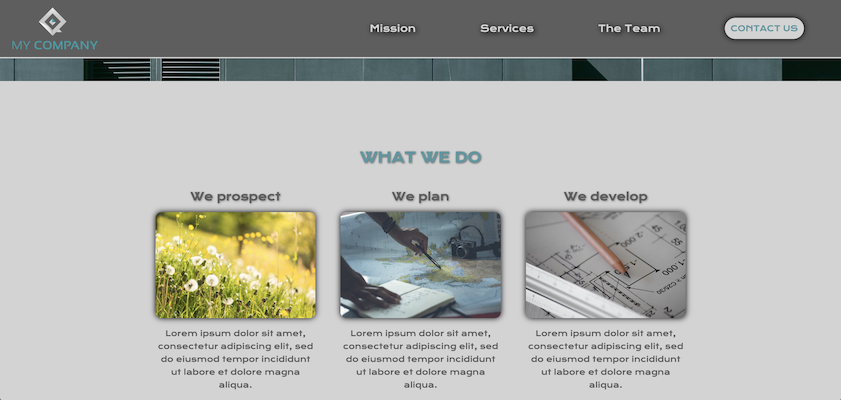 MY COMPANY
Mission
Services
The Team
CONTACT US
WHAT WE DO
We prospect
We plan
We develop
Lorem ipsum dolor sit amet,
consectetur adipiscing elit, sed
do eiusmod tempor incididunt
ut labore et dolore magna
aliqua.
Lorem ipsum dolor sit amet,
consectetur adipiscing elit, sed
do eiusmod tempor incididunt
ut labore et dolore magna
aliqua.
Lorem ipsum dolor sit amet,
consectetur adipiscing elit, sed
do eiusmod tempor incididunt
ut labore et dolore magna
aliqua.